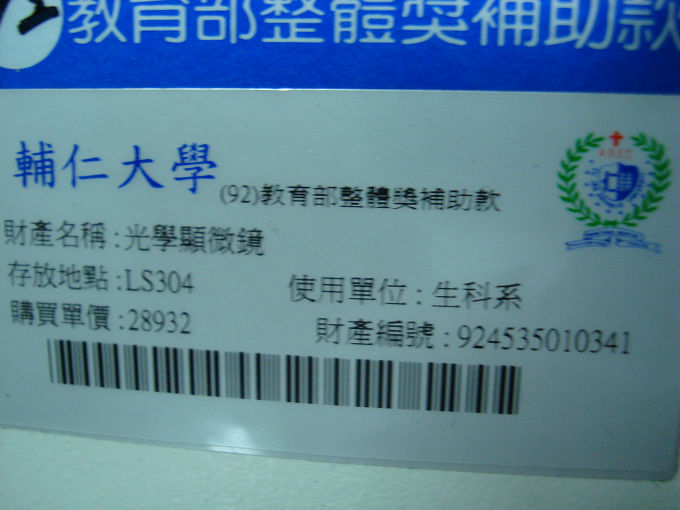 教育部整體獎補助款
輔仁大學 (92)教育部整體獎補助款
財產名稱:光學顯微鏡
存放地點:LS304 使用單位:生科系
購買單價:28932 財產編號:924535010341